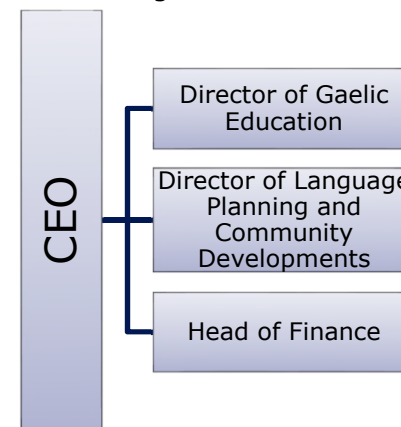 CEO
Director of Gaelic
Education
Director of Language
Planning and
Community
Developments
Head of Finance